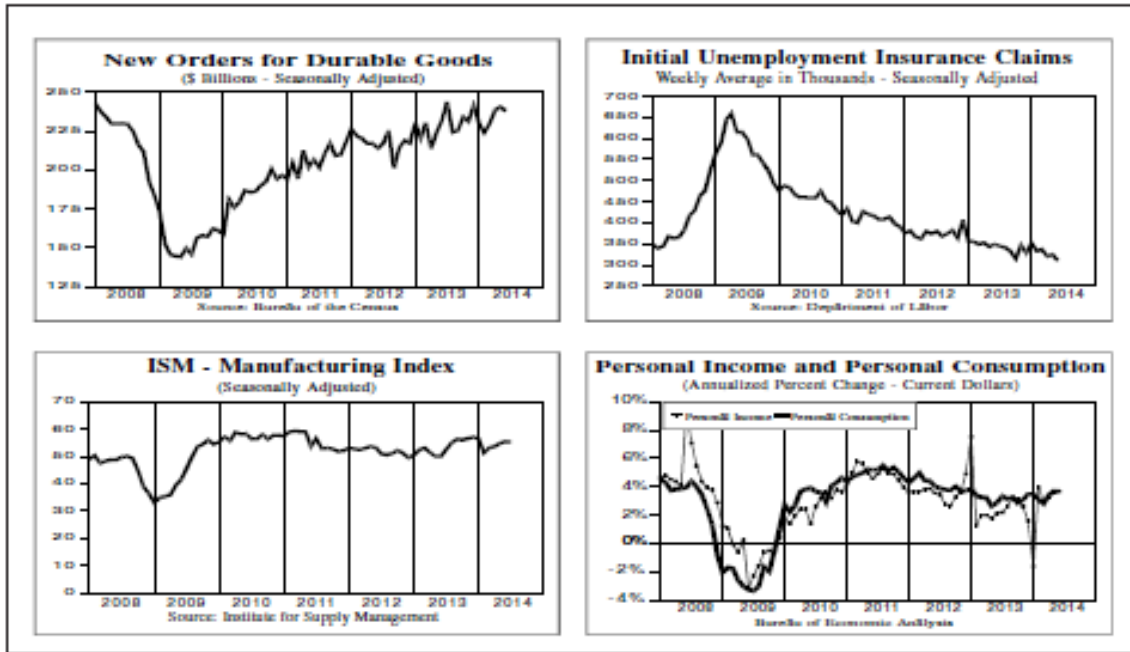 New Orders for Durable Goods
($ Billions - Seasonally Adjusted)
250
225
200
175
150
125
2008 2009 2010 2011 2012 2013 2014
Source: Bureau of the Census
Initial Unemployment Insurance Claims
Weekly Average in Thousands - Seasonally Adjusted
700
650
600
550
500
450
400
350
300
250
2008 2009 2010 2011 2012 2013 2014
Source: Department of Labor
ISM - Manufacturing Index
(Seasonally Adjusted)
70
60
50
40
30
20
10
0
2008 2009 2010 2011 2012 2013 2014
Source: Institute for Supply Management
Personal Income and Personal Consumption
(Annualized Percent Change - Current Dollars)
10%
Personal Income Personal Consumption
8%
6%
4%
2%
0%
-2%
-4%
2008 2009 2010 2011 2012 2013 2014
Bureau of Economic Analysis